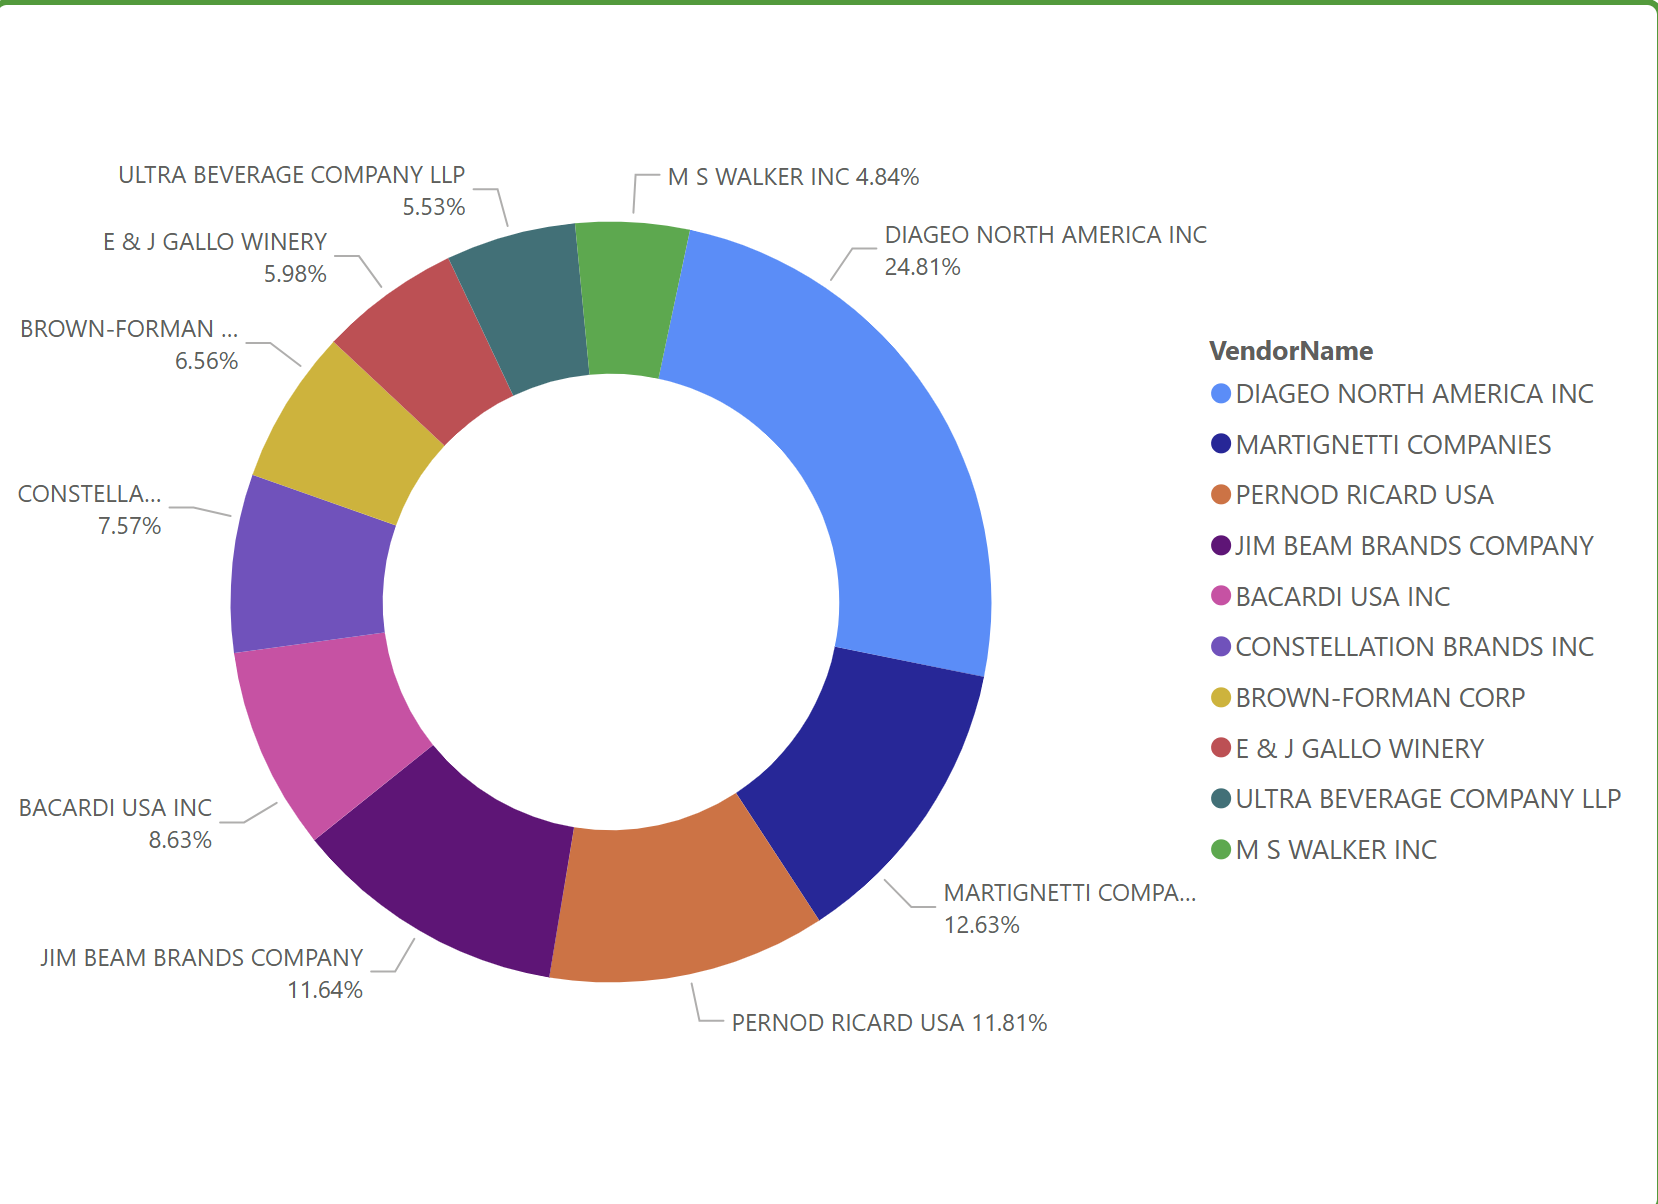 ULTRA BEVERAGE COMPANY LLP
5.53%
M S WALKER INC 4.84%
E & J GALLO WINERY
5.98%
DIAGEO NORTH AMERICA INC
24.81%
BROWN-FORMAN ...
6.56%
CONSTELLA...
7.57%
BACARDI USA INC
8.63%
JIM BEAM BRANDS COMPANY
11.64%
PERNOD RICARD USA 11.81%
MARTIGNETTI COMPA...
12.63%
VendorName
DIAGEO NORTH AMERICA INC
MARTIGNETTI COMPANIES
PERNOD RICARD USA
JIM BEAM BRANDS COMPANY
BACARDI USA INC
CONSTELLATION BRANDS INC
BROWN-FORMAN CORP
E & J GALLO WINERY
ULTRA BEVERAGE COMPANY LLP
M S WALKER INC